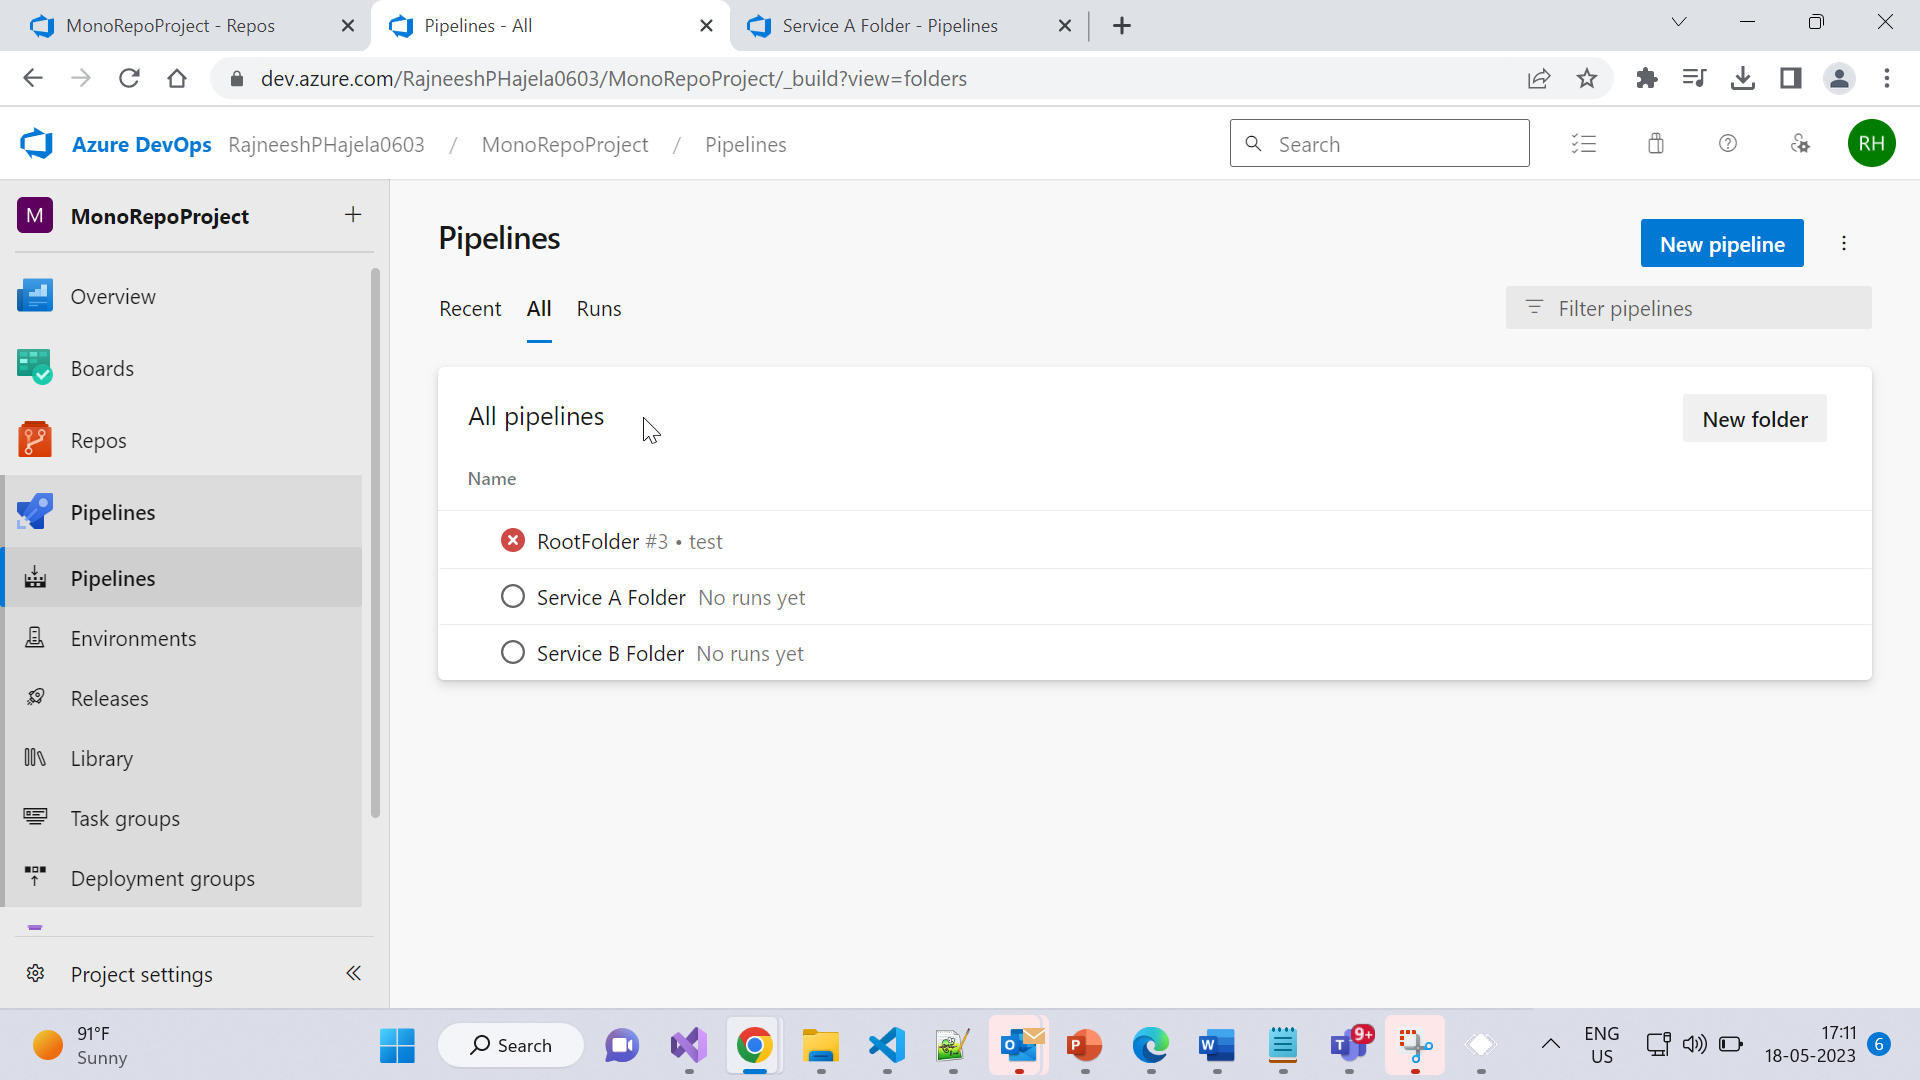 MonoRepoProject - Repos
Pipelines - All
Service A Folder - Pipelines
dev.azure.com/RajneeshPHajela0603/MonoRepoProject/_build?view=folders
Azure DevOps RajneeshPHajela0603 / MonoRepoProject / Pipelines
Search
RH
M MonoRepoProject
Overview
Boards
Repos
Pipelines
Pipelines
Environments
Releases
Library
Task groups
Deployment groups
Project settings
Pipelines
New pipeline
Recent All Runs
Filter pipelines
All pipelines
New folder
Name
RootFolder #3 • test
Service A Folder No runs yet
Service B Folder No runs yet
91°F
Sunny
Search
O
P
W
T
9+
ENG
US
17:11
18-05-2023
6